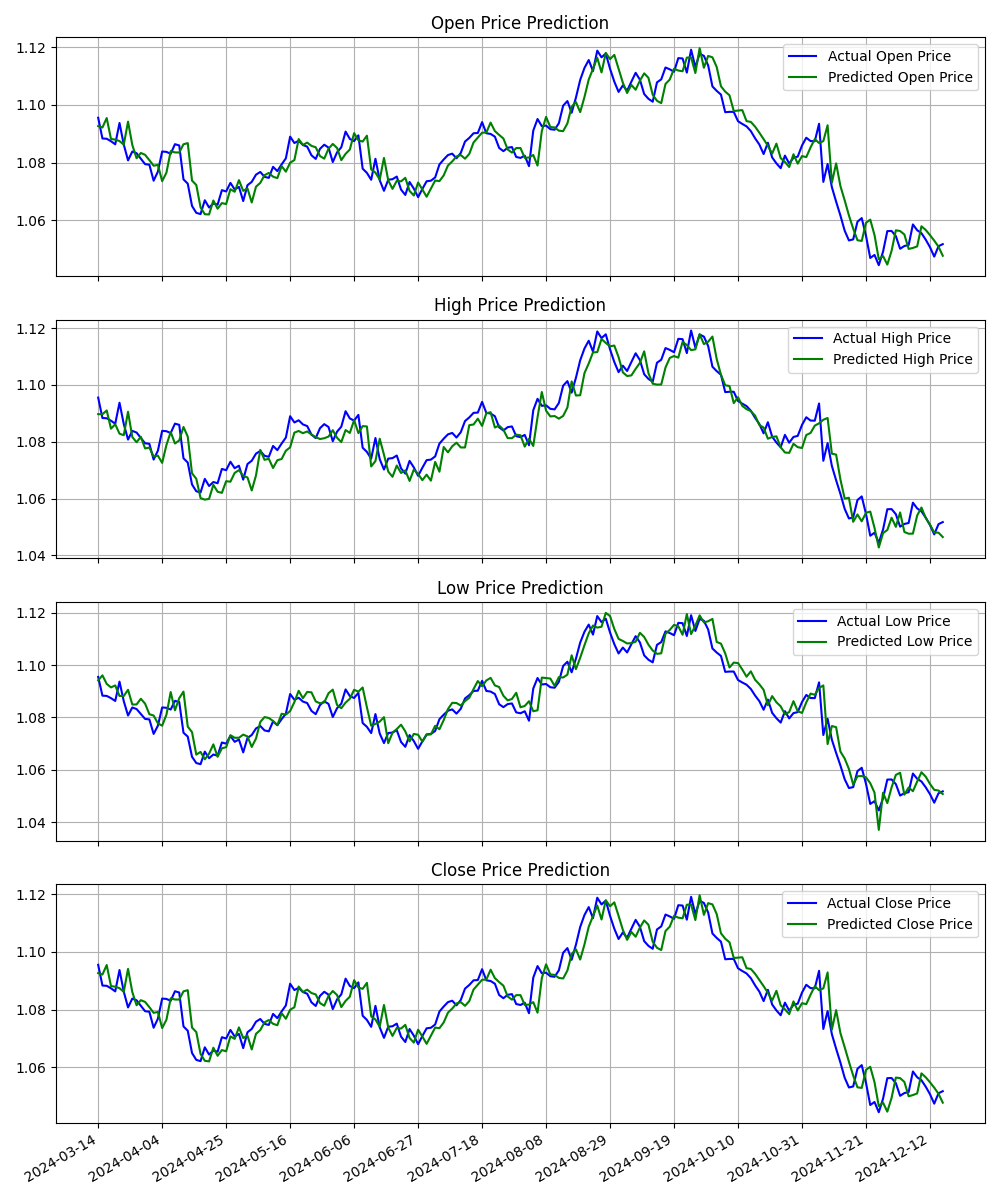 Open Price Prediction
1.12
1.10
1.08
1.06
Actual Open Price
Predicted Open Price
High Price Prediction
1.12
1.10
1.08
1.06
1.04
Actual High Price
Predicted High Price
Low Price Prediction
1.12
1.10
1.08
1.06
1.04
Actual Low Price
Predicted Low Price
Close Price Prediction
1.12
1.10
1.08
1.06
Actual Close Price
Predicted Close Price
2024-03-14
2024-04-04
2024-04-25
2024-05-16
2024-06-06
2024-06-27
2024-07-18
2024-08-08
2024-08-29
2024-09-19
2024-10-10
2024-10-31
2024-11-21
2024-12-12